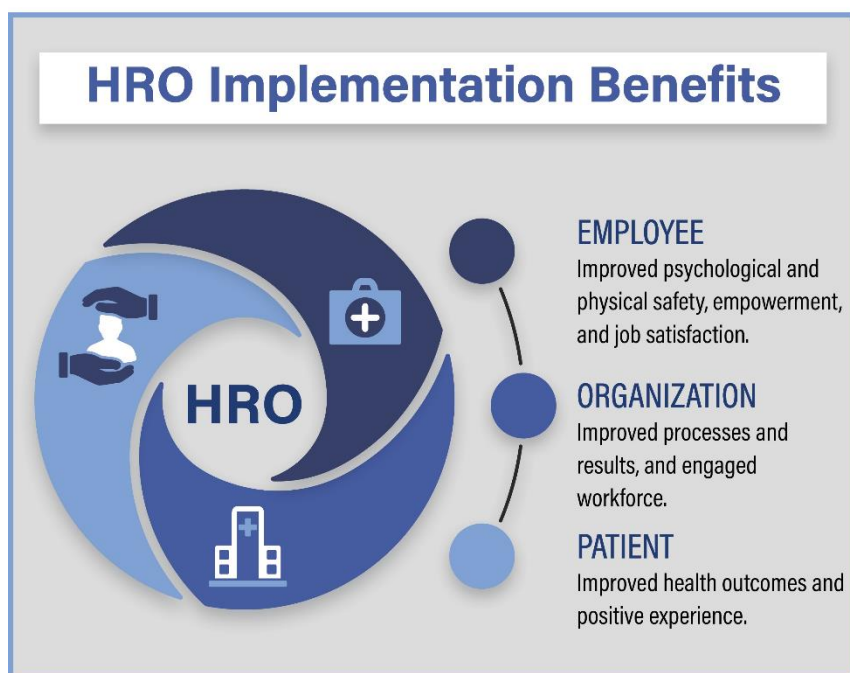 HRO Implementation Benefits
HRO
EMPLOYEE
Improved psychological and
physical safety, empowerment,
and job satisfaction.
ORGANIZATION
Improved processes and
results, and engaged
workforce.
PATIENT
Improved health outcomes and
positive experience.